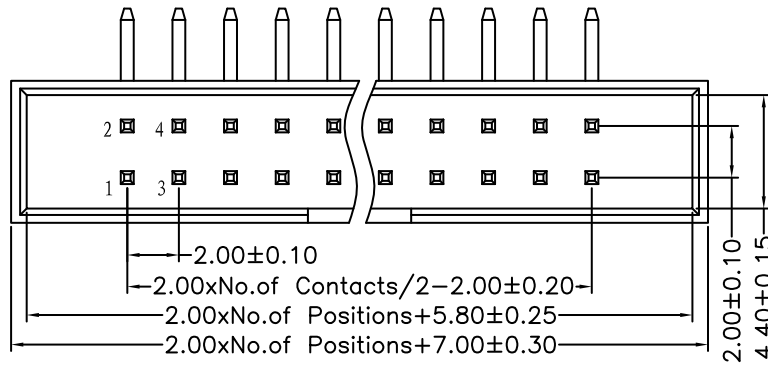 2 4
1 3
2.00±0.10
2.00xNo.of Contacts/2-2.00±0.20
2.00xNo.of Positions+5.80±0.25
2.00xNo.of Positions+7.00±0.30
2.00±0.10
4.40±0.15